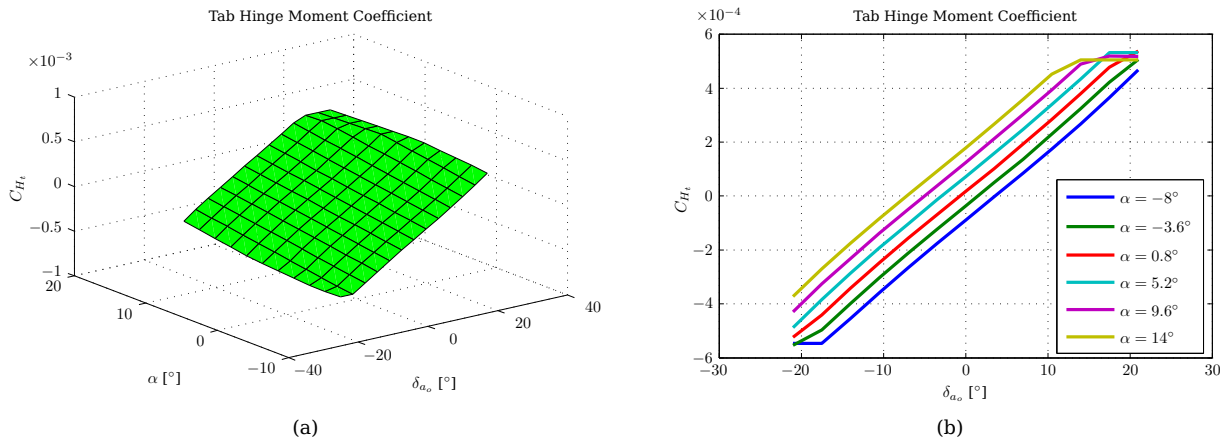 Tab Hinge Moment Coefficient
×10⁻³
1
0.5
0
−0.5
−1
C_{H_t}
20
10
0
−10
α [°]
−40
−20
0
20
40
δ_{a_o} [°]
(a)
Tab Hinge Moment Coefficient
×10⁻⁴
6
4
2
0
−2
−4
−6
C_{H_t}
−30 −20 −10 0 10 20 30
δ_{a_o} [°]
α = −8°
α = −3.6°
α = 0.8°
α = 5.2°
α = 9.6°
α = 14°
(b)